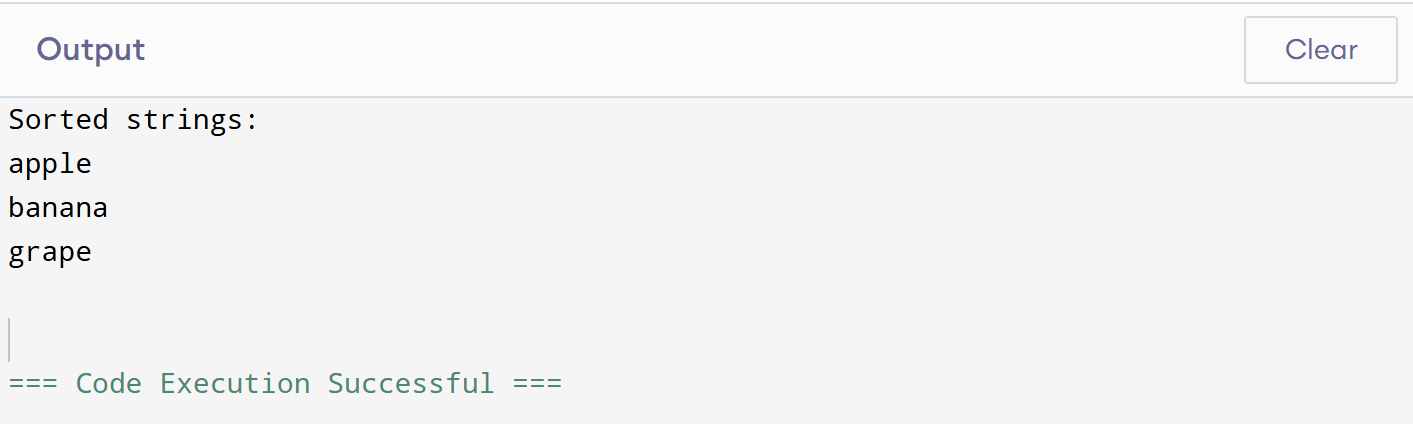 Output
Clear
Sorted strings:
apple
banana
grape
=== Code Execution Successful ===